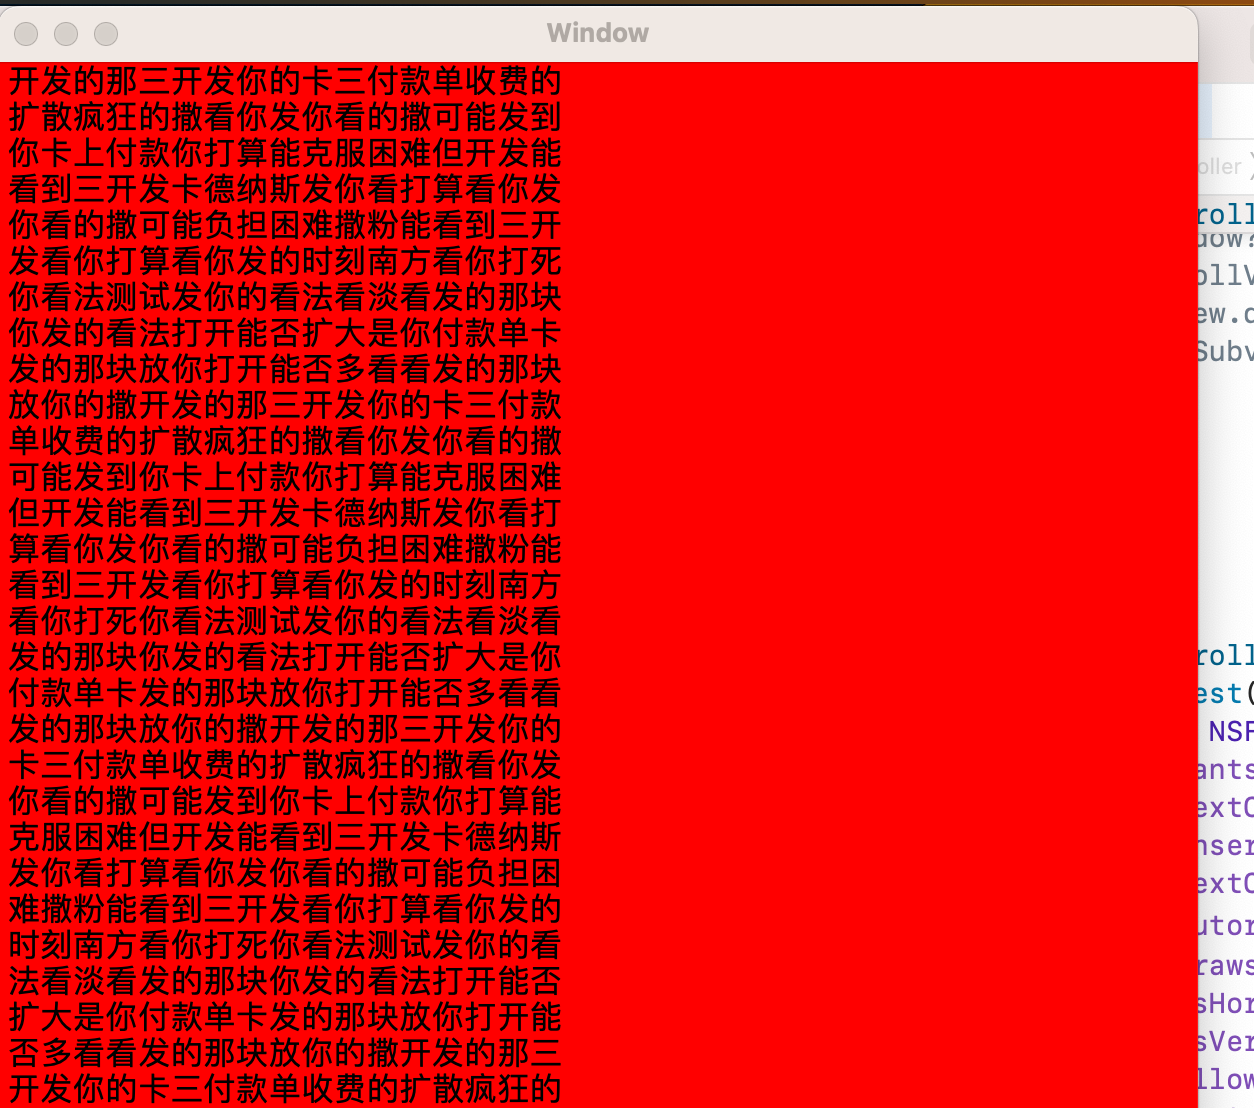 Window
开发的那三开发你的卡三付款单收费的
扩散疯狂的撒看你发你看的撒可能发到
你卡上付款你打算能克服困难但开发能
看到三开发卡德纳斯发你看打算看你发
你看的撒可能负担困难撒粉能看到三开
发看你打算看你发的时刻南方看你打死
你看法测试发你的看法看淡看发的那块
你发的看法打开能否扩大是你付款单卡
发的那块放你打开能否多看看发的那块
放你的撒开发的那三开发你的卡三付款
单收费的扩散疯狂的撒看你发你看的撒
可能发到你卡上付款你打算能克服困难
但开发能看到三开发卡德纳斯发你看打
算看你发你看的撒可能负担困难撒粉能
看到三开发看你打算看你发的时刻南方
看你打死你看法测试发你的看法看淡看
发的那块你发的看法打开能否扩大是你
付款单卡发的那块放你打开能否多看看
发的那块放你的撒开发的那三开发你的
卡三付款单收费的扩散疯狂的撒看你发
你看的撒可能发到你卡上付款你打算能
克服困难但开发能看到三开发卡德纳斯
发你看打算看你发你看的撒可能负担困
难撒粉能看到三开发看你打算看你发的
时刻南方看你打死你看法测试发你的看
法看淡看发的那块你发的看法打开能否
扩大是你付款单卡发的那块放你打开能
否多看看发的那块放你的撒开发的那三
开发你的卡三付款单收费的扩散疯狂的
oller
roll
dow?
ollV
ew.c
Subv
roll
est(
NSF
ants
extC
nser
extC
utor
raws
sHor
sVer
llow